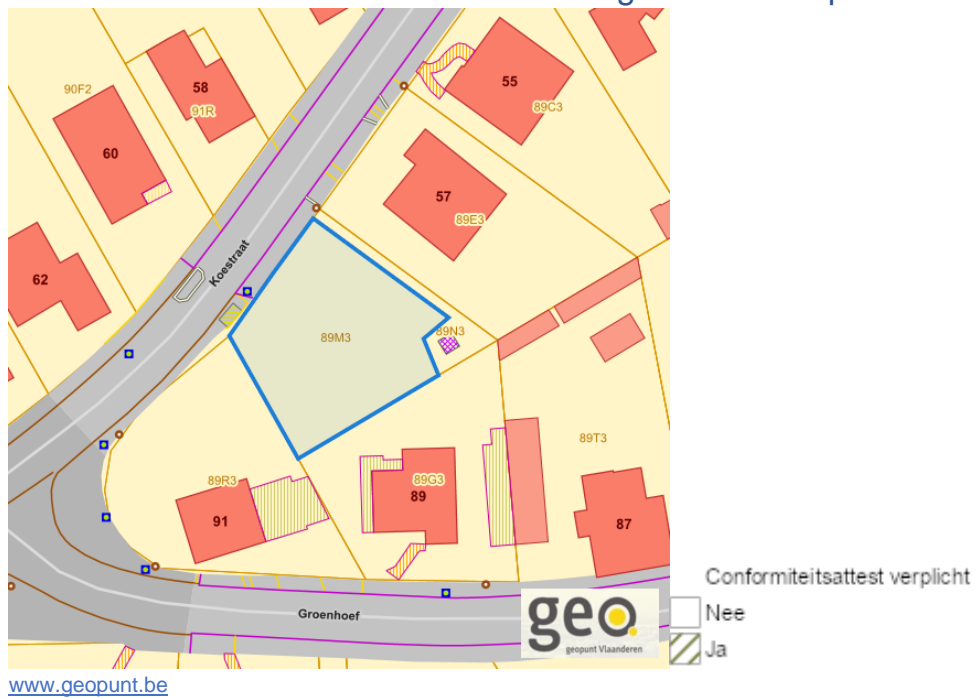 90F2
58
91R
55
89C3
60
57
89E3
62
Koestraat
89M3
89N3
89T3
89R3
89G3
91
89
87
Groenhoef
geo.
geopunt Vlaanderen
Conformiteitsattest verplicht
Nee
Ja
www.geopunt.be